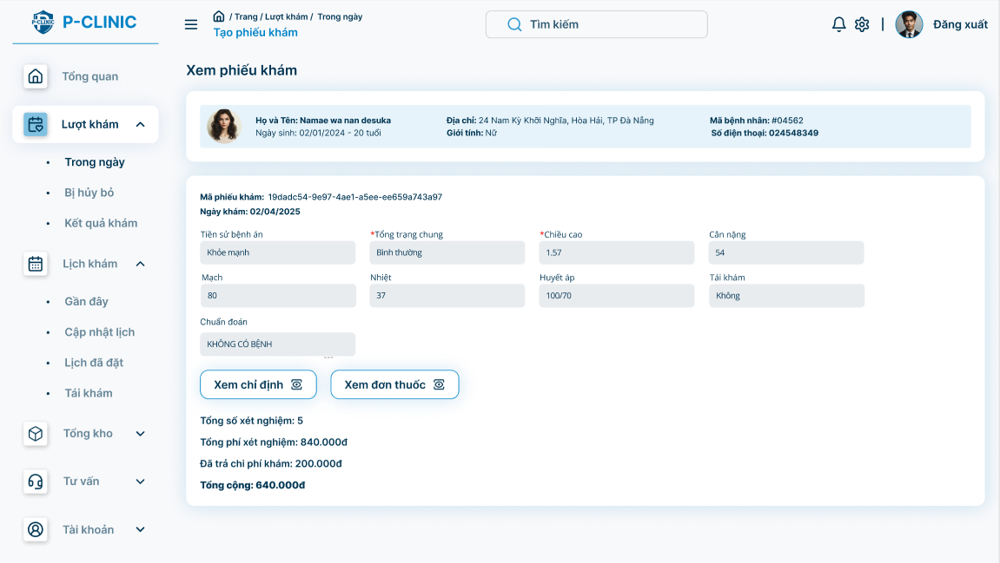 P-CLINIC
P-CLINIC
/ Trang / Lượt khám / Trong ngày
Tạo phiếu khám
Tìm kiếm
Đăng xuất
Tổng quan
Lượt khám
• Trong ngày
• Bị hủy bỏ
• Kết quả khám
Lịch khám
• Gần đây
• Cập nhật lịch
• Lịch đã đặt
• Tái khám
Tổng kho
Tư vấn
Tài khoản
Xem phiếu khám
Họ và Tên: Namae wa nan desuka
Ngày sinh: 02/01/2024 - 20 tuổi
Địa chỉ: 24 Nam Kỳ Khỡi Nghĩa, Hòa Hải, TP Đà Nẵng
Giới tính: Nữ
Mã bệnh nhân: #04562
Số điện thoại: 024548349
Mã phiếu khám: 19dadc54-9e97-4ae1-a5ee-ee659a743a97
Ngày khám: 02/04/2025
Tiền sử bệnh án
*Tổng trạng chung
*Chiều cao
Cân nặng
Khỏe mạnh
Bình thường
1.57
54
Mạch
Nhiệt
Huyết áp
Tái khám
80
37
100/70
Không
Chuẩn đoán
KHÔNG CÓ BỆNH
...
Xem chỉ định
Xem đơn thuốc
Tổng số xét nghiệm: 5
Tổng phí xét nghiệm: 840.000đ
Đã trả chi phí khám: 200.000đ
Tổng cộng: 640.000đ